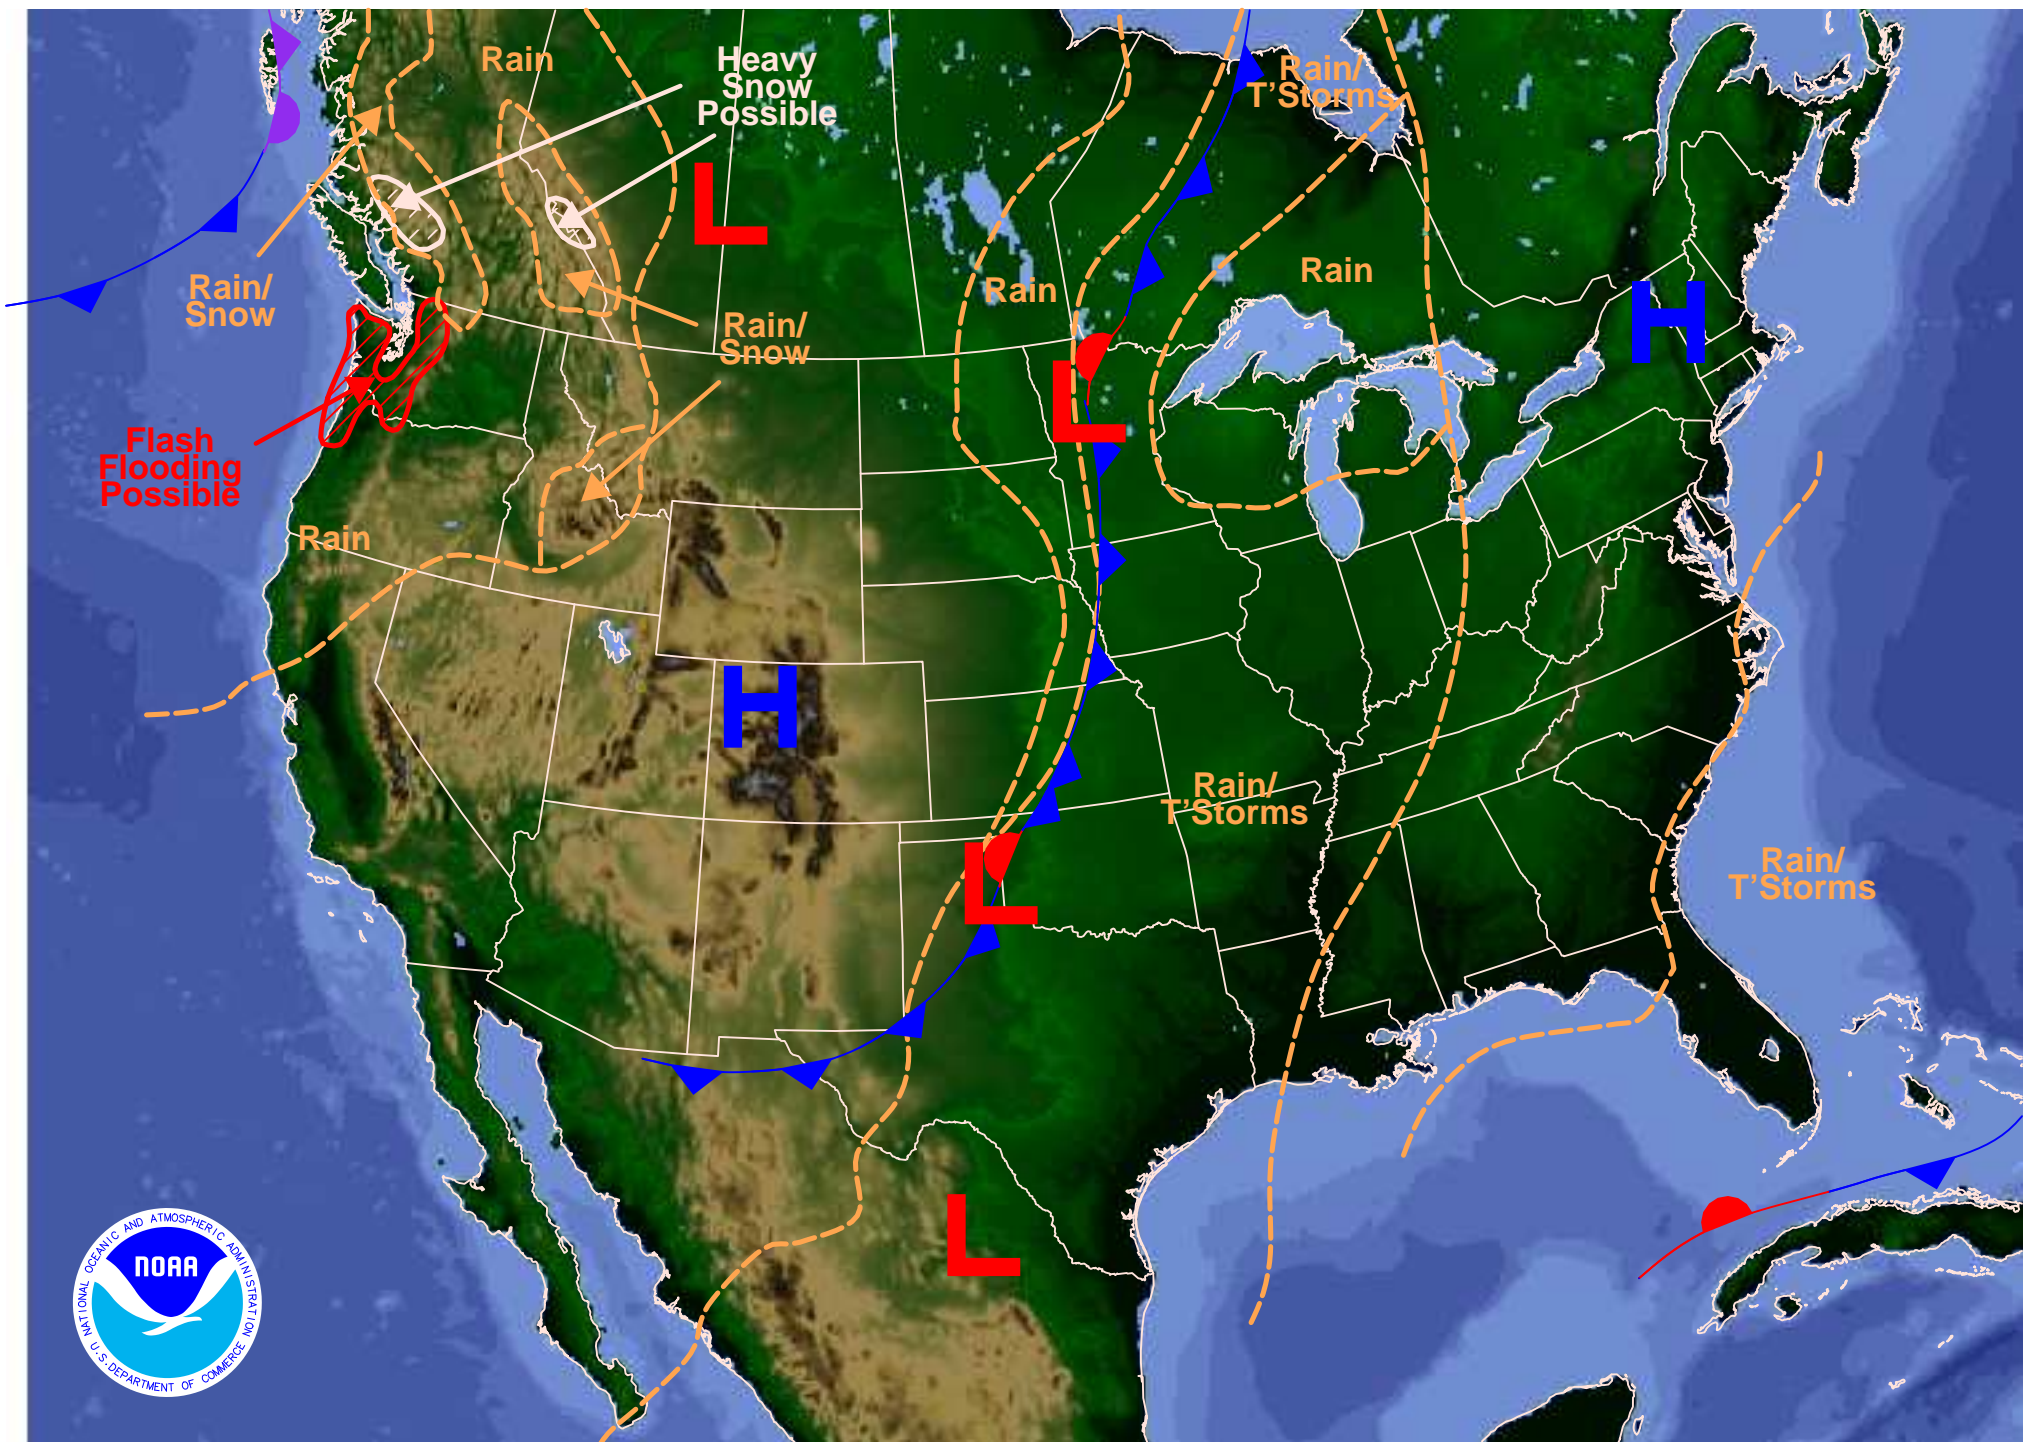 Rain
Heavy
Snow
Possible
Rain/
T'Storms
L
Rain/
Snow
Rain
Rain
H
Rain/
Snow
L
Flash
Flooding
Possible
Rain
H
Rain/
T'Storms
L
Rain/
T'Storms
L
NATIONAL OCEANIC AND ATMOSPHERIC ADMINISTRATION
NOAA
U.S. DEPARTMENT OF COMMERCE